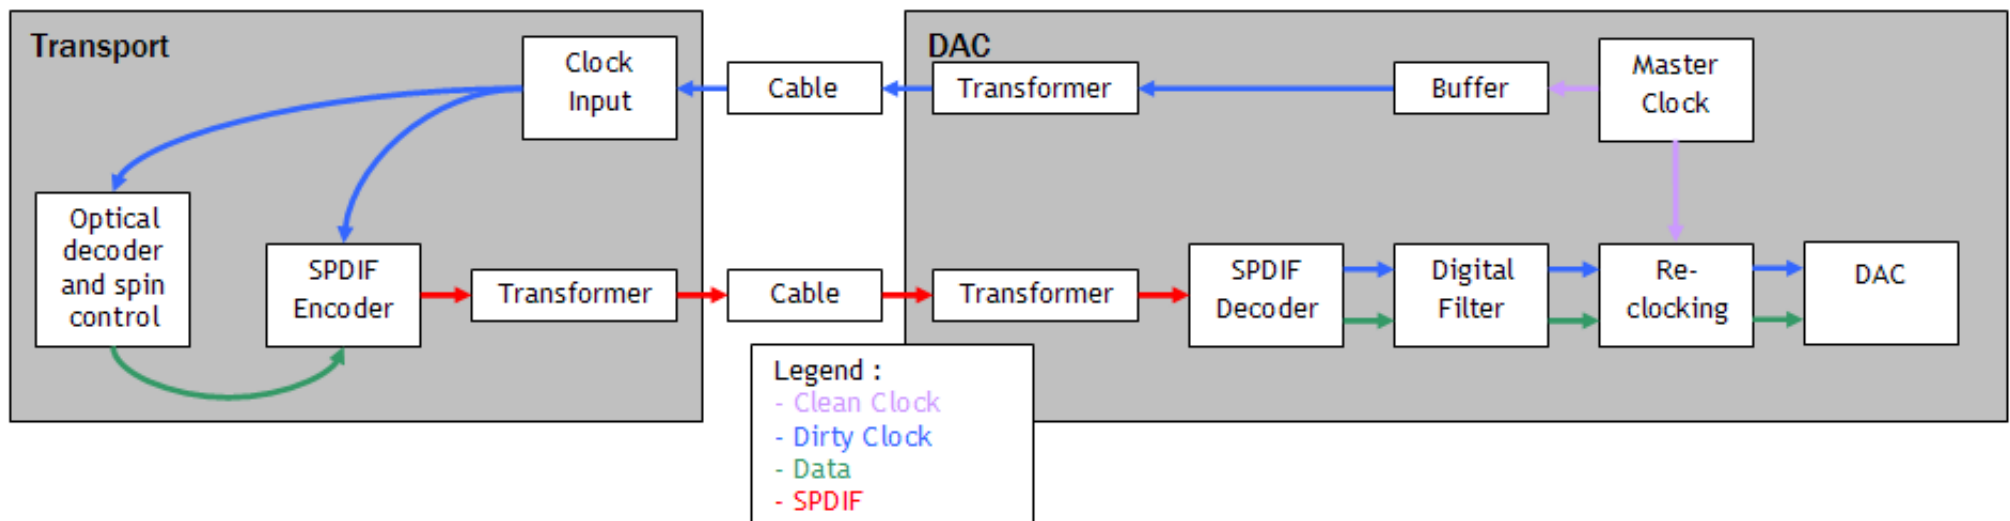 Transport
DAC
Clock
Input
Cable
Transformer
Buffer
Master
Clock
Optical
decoder
and spin
control
SPDIF
Encoder
Transformer
Cable
Transformer
SPDIF
Decoder
Digital
Filter
Re-
clocking
DAC
Legend :
- Clean Clock
- Dirty Clock
- Data
- SPDIF